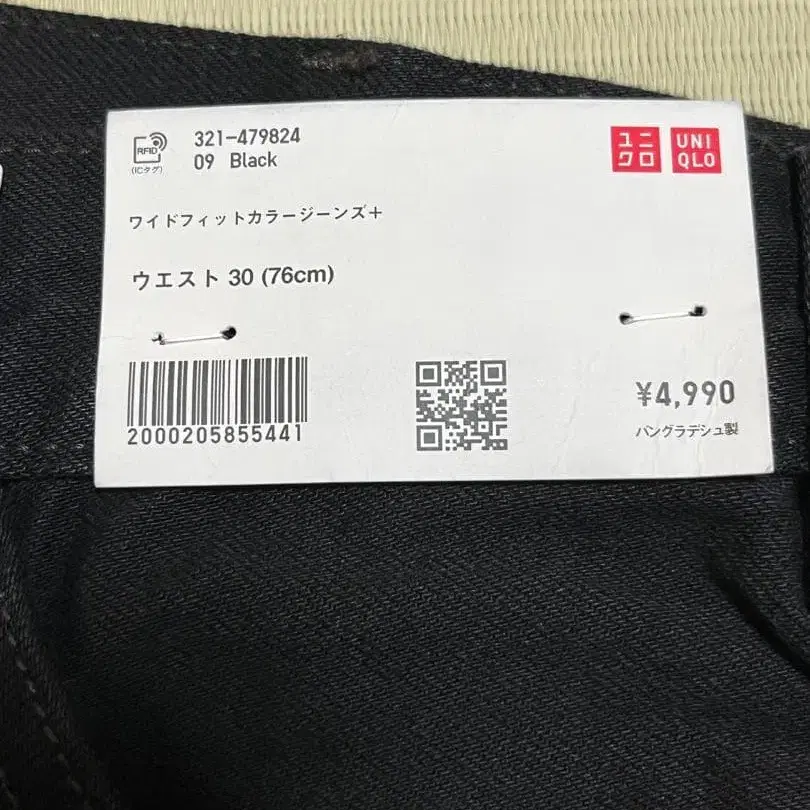 RFID
(ICタグ)
321-479824
09 Black
ユニ
クロ
UNI
QLO
ワイドフィットカラージーンズ＋
ウエスト 30 (76cm)
2000205855441
¥4,990
バングラデシュ製